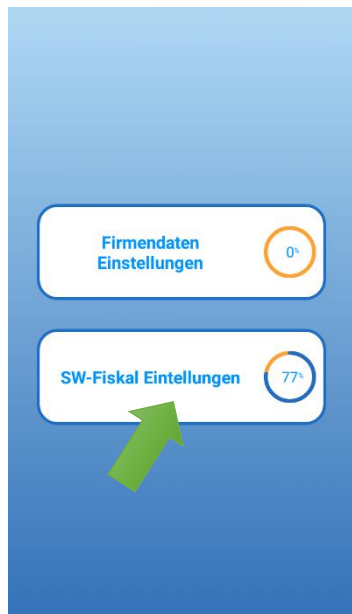 Firmendaten
Einstellungen
0%
SW-Fiskal Eintellungen
77%